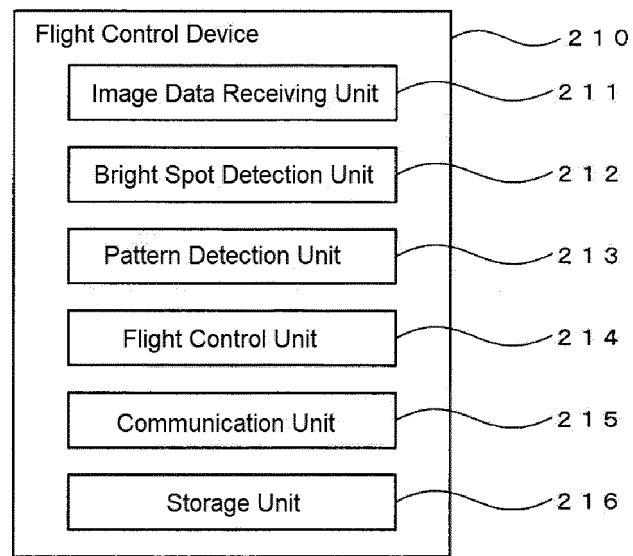 Flight Control Device 210
Image Data Receiving Unit 211
Bright Spot Detection Unit 212
Pattern Detection Unit 213
Flight Control Unit 214
Communication Unit 215
Storage Unit 216